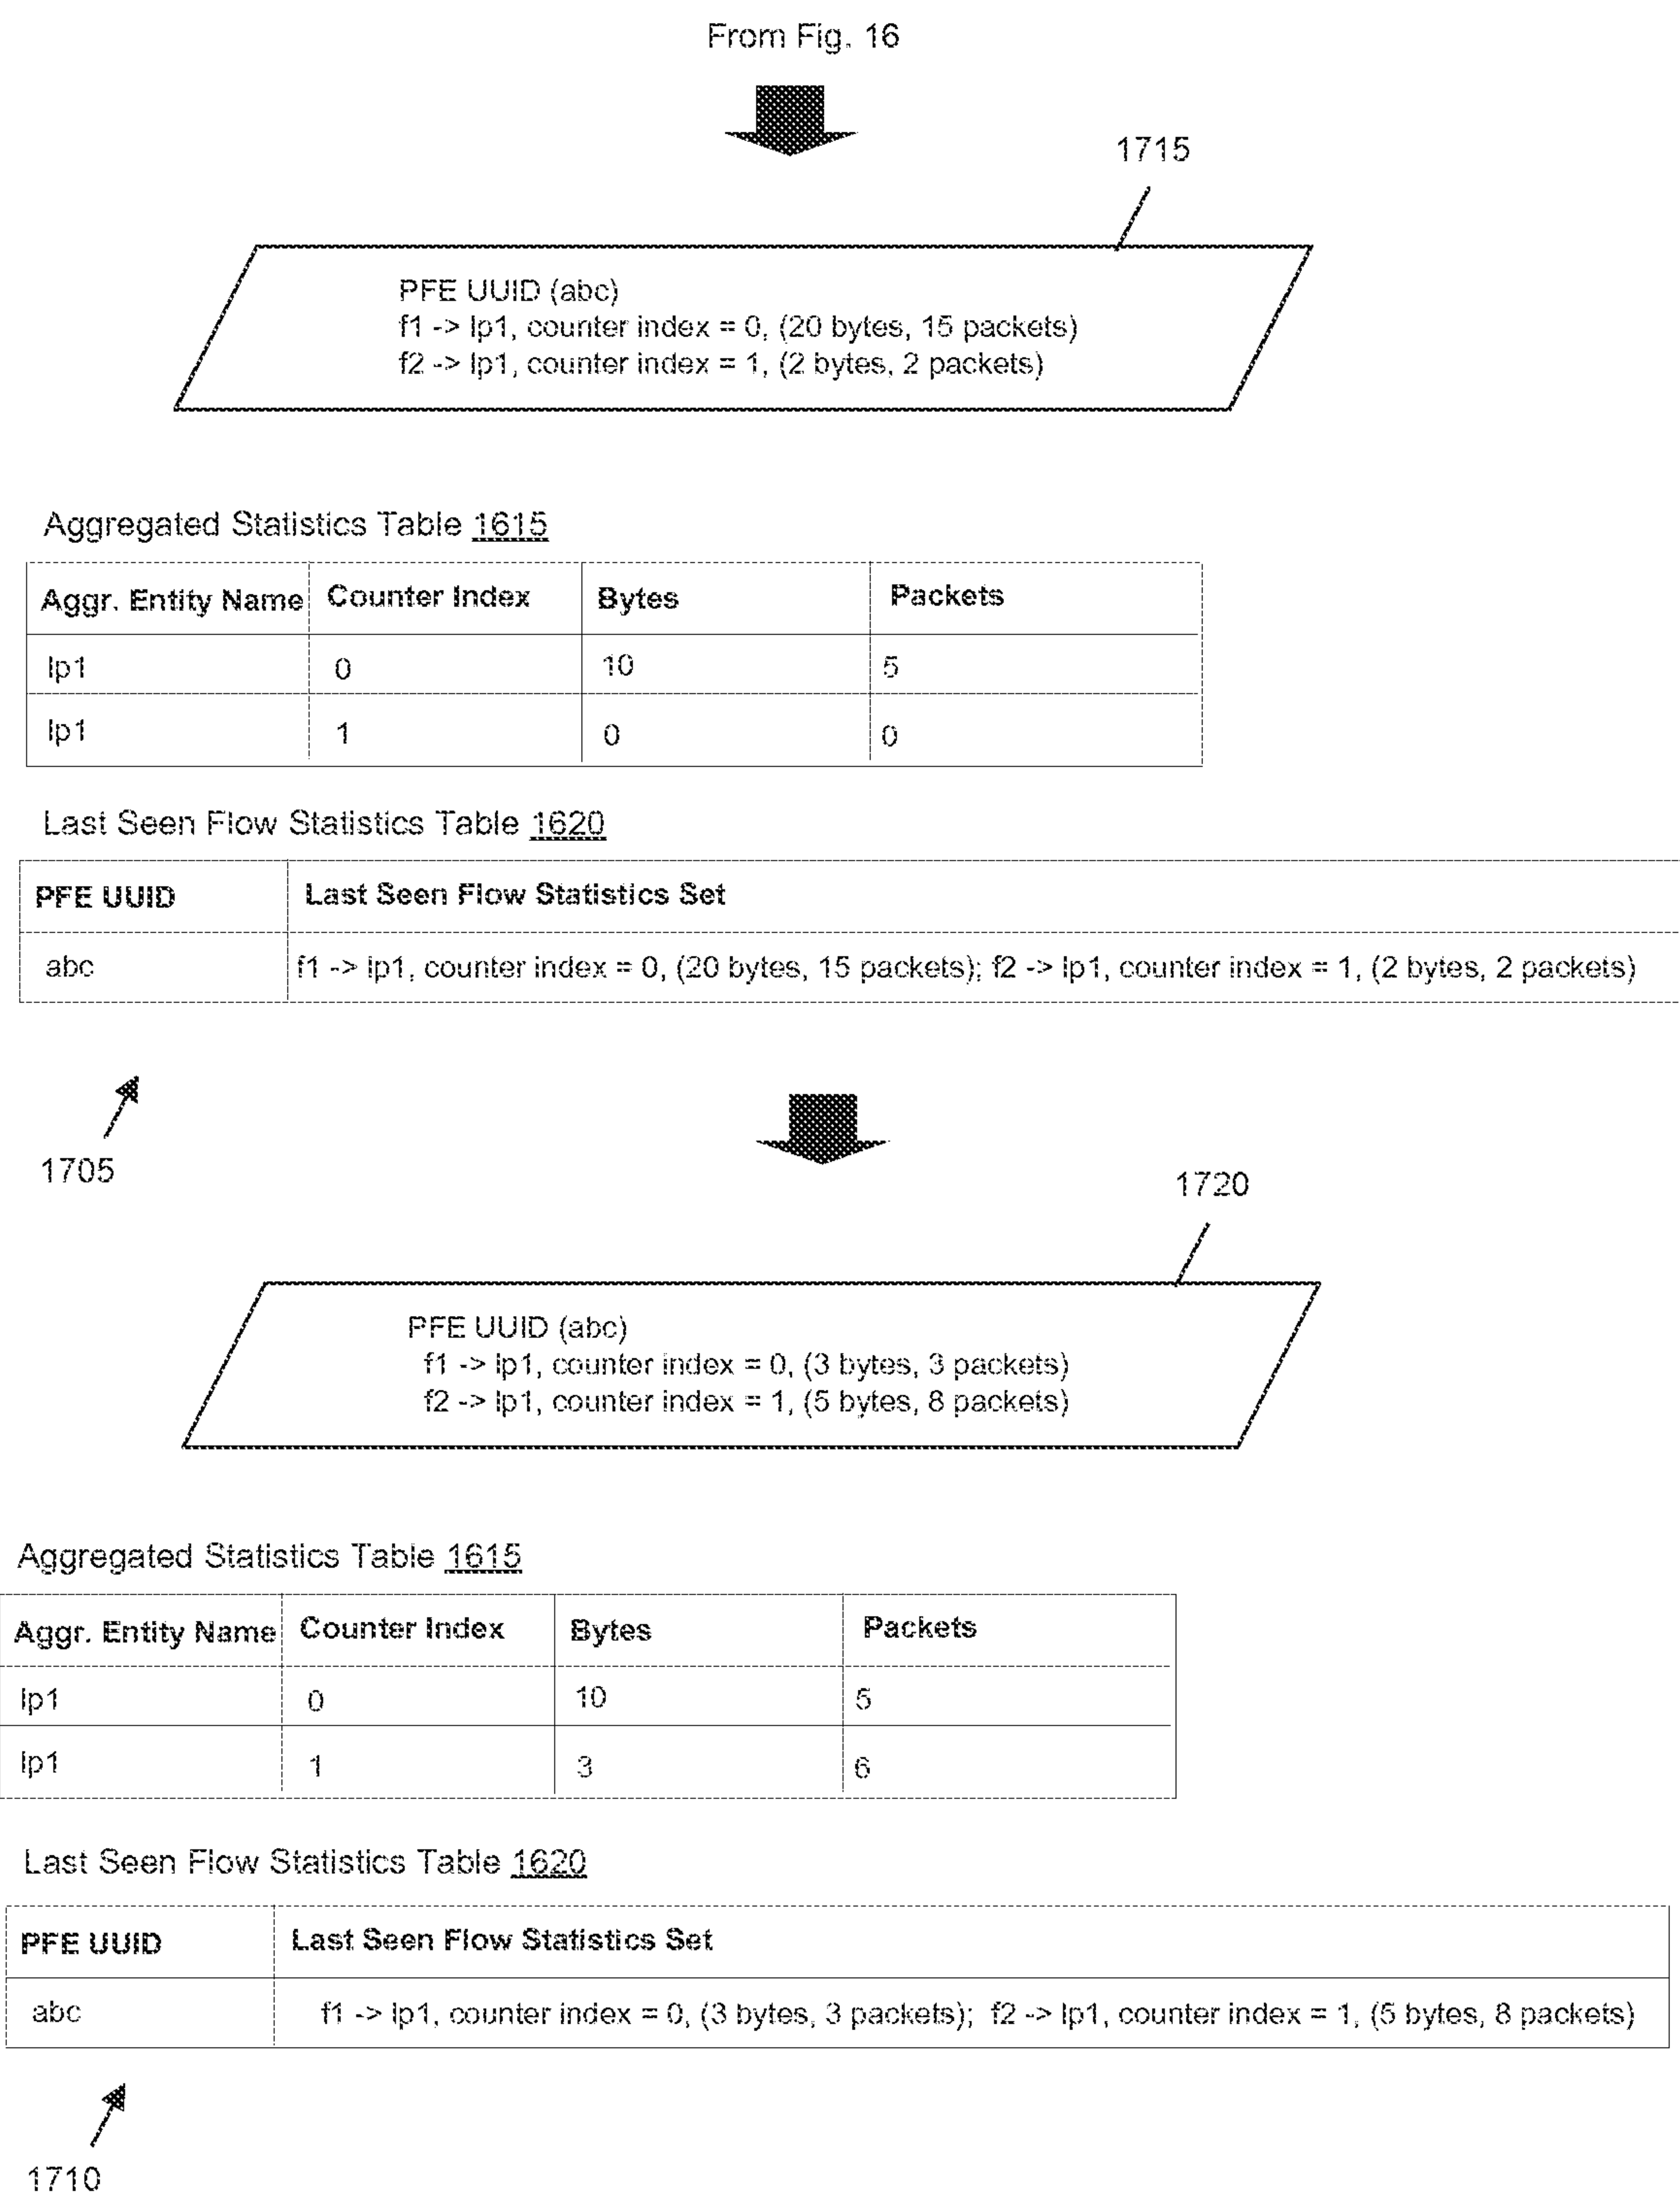 From Fig. 16
1715
PFE UUID (abc)
f1 -> lp1, counter index = 0, (20 bytes, 15 packets)
f2 -> lp1, counter index = 1, (2 bytes, 2 packets)
Aggregated Statistics Table 1615
Aggr. Entity Name Counter Index Bytes Packets
lp1 0 10 5
lp1 1 0 0
Last Seen Flow Statistics Table 1620
PFE UUID Last Seen Flow Statistics Set
abc f1 -> lp1, counter index = 0, (20 bytes, 15 packets); f2 -> lp1, counter index = 1, (2 bytes, 2 packets)
1705
1720
PFE UUID (abc)
f1 -> lp1, counter index = 0, (3 bytes, 3 packets)
f2 -> lp1, counter index = 1, (5 bytes, 8 packets)
Aggregated Statistics Table 1615
Aggr. Entity Name Counter Index Bytes Packets
lp1 0 10 5
lp1 1 3 6
Last Seen Flow Statistics Table 1620
PFE UUID Last Seen Flow Statistics Set
abc f1 -> lp1, counter index = 0, (3 bytes, 3 packets); f2 -> lp1, counter index = 1, (5 bytes, 8 packets)
1710